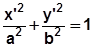 x'²/a² + y'²/b² = 1